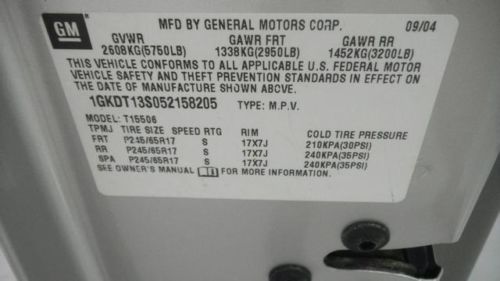 GM
MFD BY GENERAL MOTORS CORP. 09/04
GVWR GAWR FRT GAWR RR
2608KG(5750LB) 1338KG(2950LB) 1452KG(3200LB)
THIS VEHICLE CONFORMS TO ALL APPLICABLE U.S. FEDERAL MOTOR
VEHICLE SAFETY AND THEFT PREVENTION STANDARDS IN EFFECT ON
THE DATE OF MANUFACTURE SHOWN ABOVE.
1GKDT13S052158205 TYPE: M.P.V.
MODEL: T15506
TPMJ TIRE SIZE SPEED RTG RIM COLD TIRE PRESSURE
FRT P245/65R17 S 17X7J 210KPA(30PSI)
RR P245/65R17 S 17X7J 240KPA(35PSI)
SPA P245/65R17 S 17X7J 240KPA(35PSI)
SEE OWNER'S MANUAL FOR MORE INFORMATION